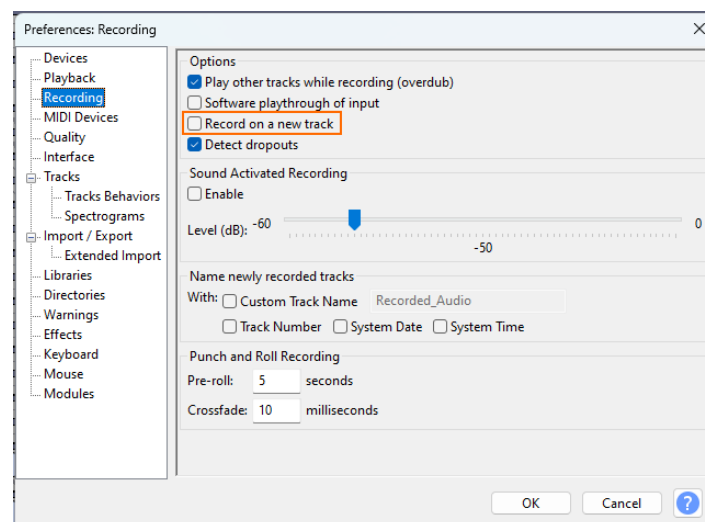 Preferences: Recording
Devices
Playback
Recording
MIDI Devices
Quality
Interface
Tracks
Tracks Behaviors
Spectrograms
Import / Export
Extended Import
Libraries
Directories
Warnings
Effects
Keyboard
Mouse
Modules
Options
Play other tracks while recording (overdub)
Software playthrough of input
Record on a new track
Detect dropouts
Sound Activated Recording
Enable
Level (dB): -60 0
-50
Name newly recorded tracks
With: Custom Track Name Recorded_Audio
Track Number System Date System Time
Punch and Roll Recording
Pre-roll: 5 seconds
Crossfade: 10 milliseconds
OK Cancel ?